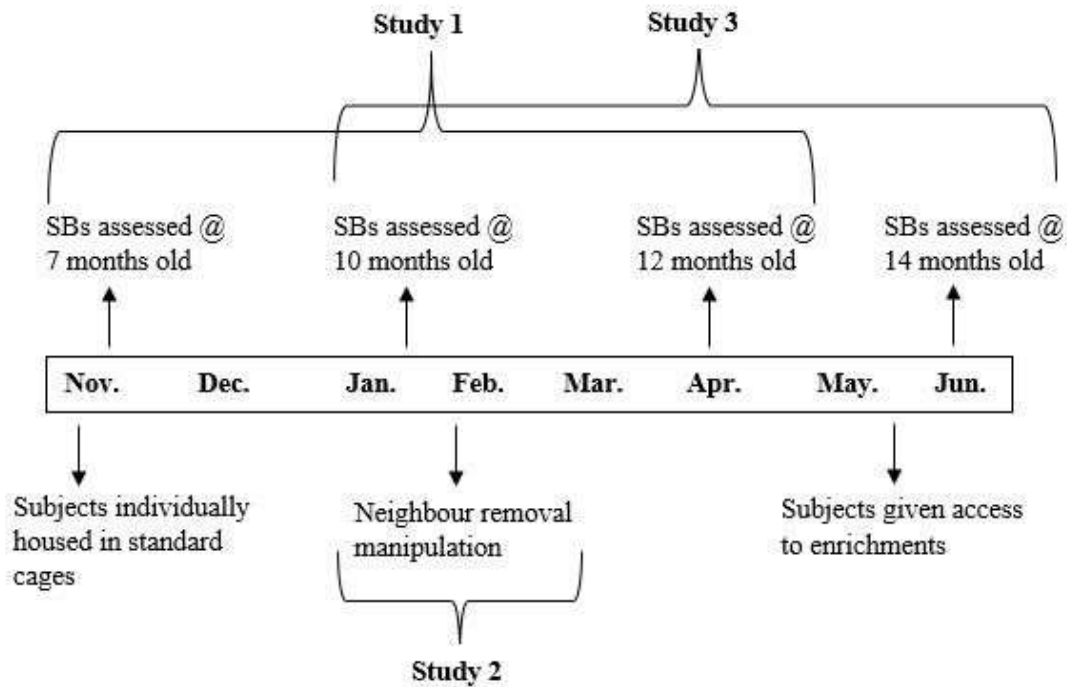 Study 1
Study 3
SBs assessed @
7 months old
SBs assessed @
10 months old
SBs assessed @
12 months old
SBs assessed @
14 months old
Nov. Dec. Jan. Feb. Mar. Apr. May. Jun.
Subjects individually
housed in standard
cages
Neighbour removal
manipulation
Subjects given access
to enrichments
Study 2